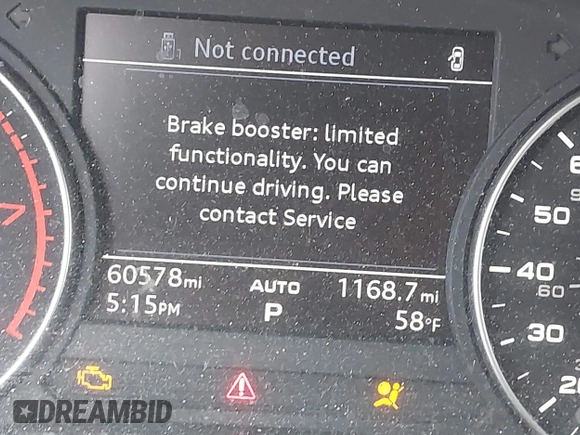 Not connected
Brake booster: limited
functionality. You can
continue driving. Please
contact Service
60578mi AUTO 1168.7mi
5:15PM P 58°F
50
40
60
30
20
DREAMBID